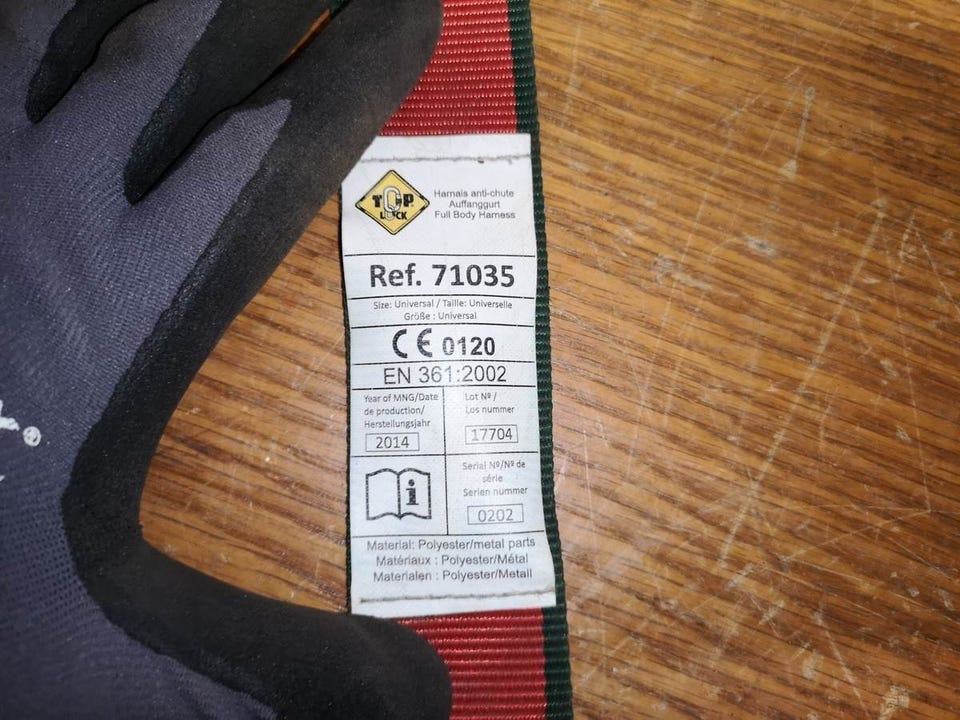 TOP
LOCK
Harnais anti-chute
Auffanggurt
Full Body Harness
Ref. 71035
Size: Universal / Taille: Universelle
Größe : Universal
CE 0120
EN 361:2002
Year of MNG/Date
de production/
Herstellungsjahr
2014
Lot Nº /
Los nummer
17704
i
Serial Nº/Nº de
série
Serien nummer
0202
Material: Polyester/metal parts
Matériaux : Polyester/Métal
Materialen : Polyester/Metall